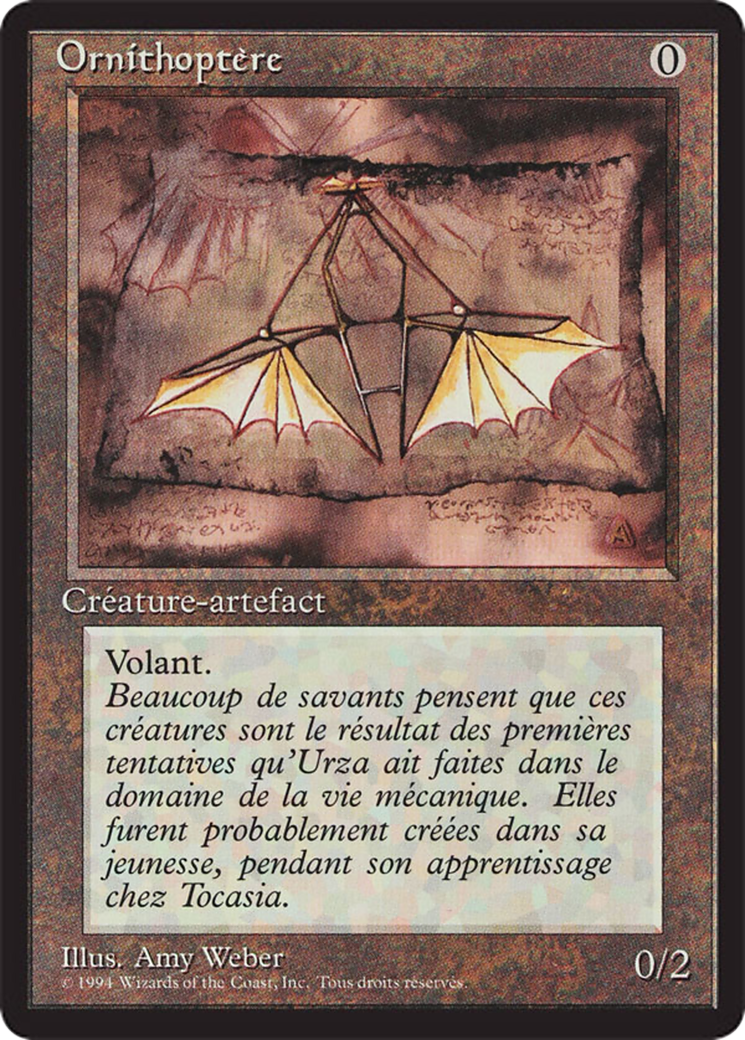 Ornithoptère
0
Créature-artefact
Volant.
Beaucoup de savants pensent que ces
créatures sont le résultat des premières
tentatives qu'Urza ait faites dans le
domaine de la vie mécanique. Elles
furent probablement créées dans sa
jeunesse, pendant son apprentissage
chez Tocasia.
Illus. Amy Weber
0/2
© 1994 Wizards of the Coast, Inc. Tous droits réservés.